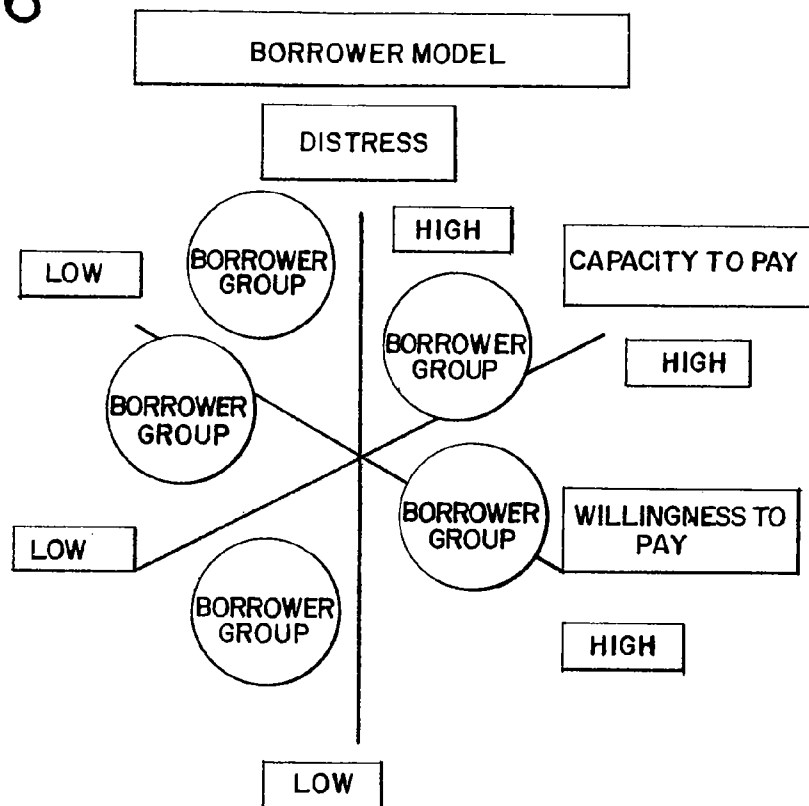 6
BORROWER MODEL
DISTRESS
HIGH
LOW
BORROWER
GROUP
CAPACITY TO PAY
BORROWER
GROUP
HIGH
BORROWER
GROUP
BORROWER
GROUP
WILLINGNESS TO
PAY
LOW
BORROWER
GROUP
HIGH
LOW